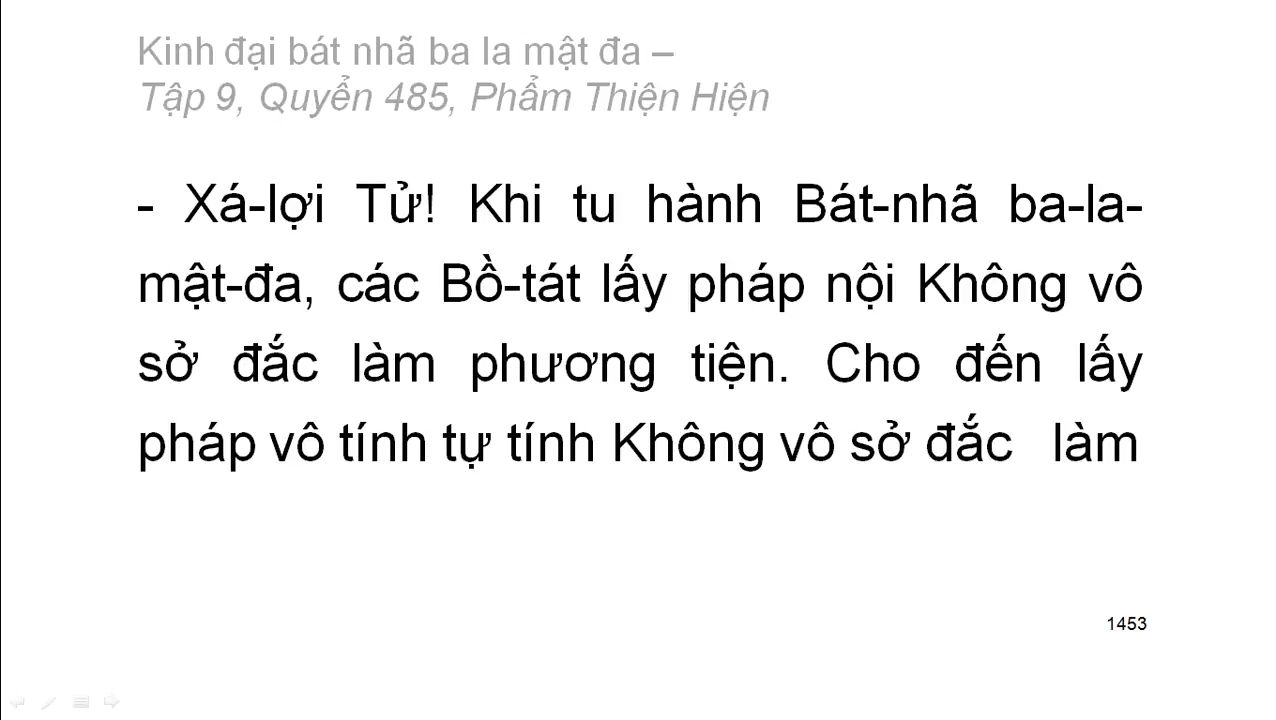 Kinh đại bát nhã ba la mật đa –
Tập 9, Quyển 485, Phẩm Thiện Hiện
- Xá-lợi Tử! Khi tu hành Bát-nhã ba-la-
mật-đa, các Bồ-tát lấy pháp nội Không vô
sở đắc làm phương tiện. Cho đến lấy
pháp vô tính tự tính Không vô sở đắc làm
1453